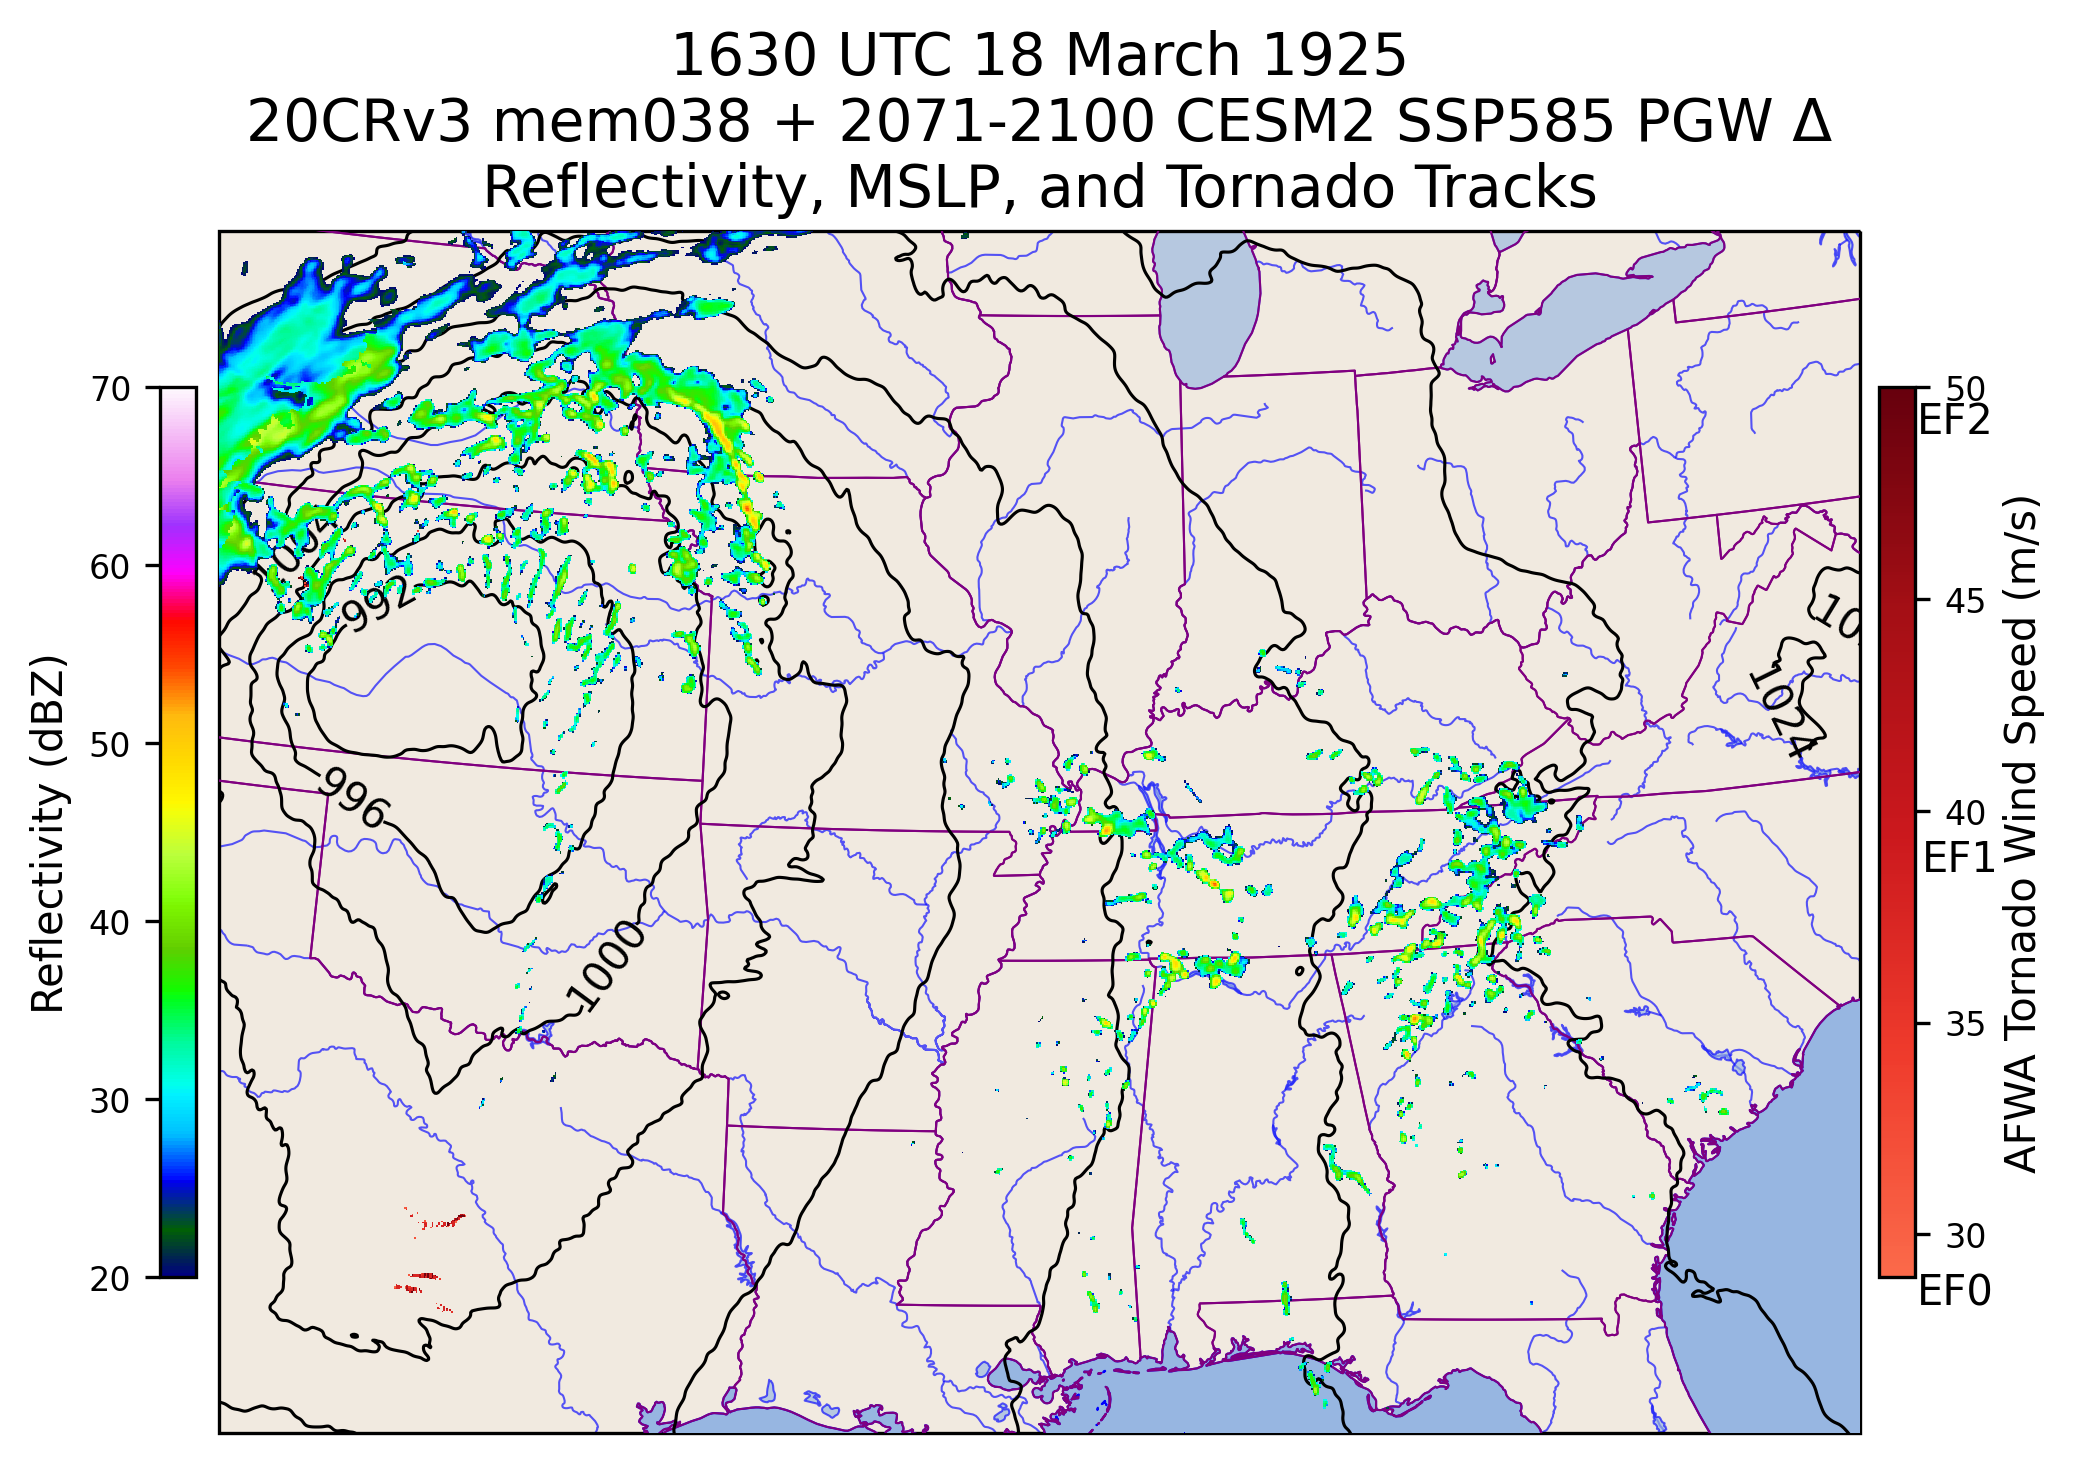 1630 UTC 18 March 1925
20CRv3 mem038 + 2071-2100 CESM2 SSP585 PGW Δ
Reflectivity, MSLP, and Tornado Tracks
Reflectivity (dBZ)
70
60
50
40
30
20
992
996
1000
1024
10
50
EF2
45
40
EF1
35
30
EF0
AFWA Tornado Wind Speed (m/s)